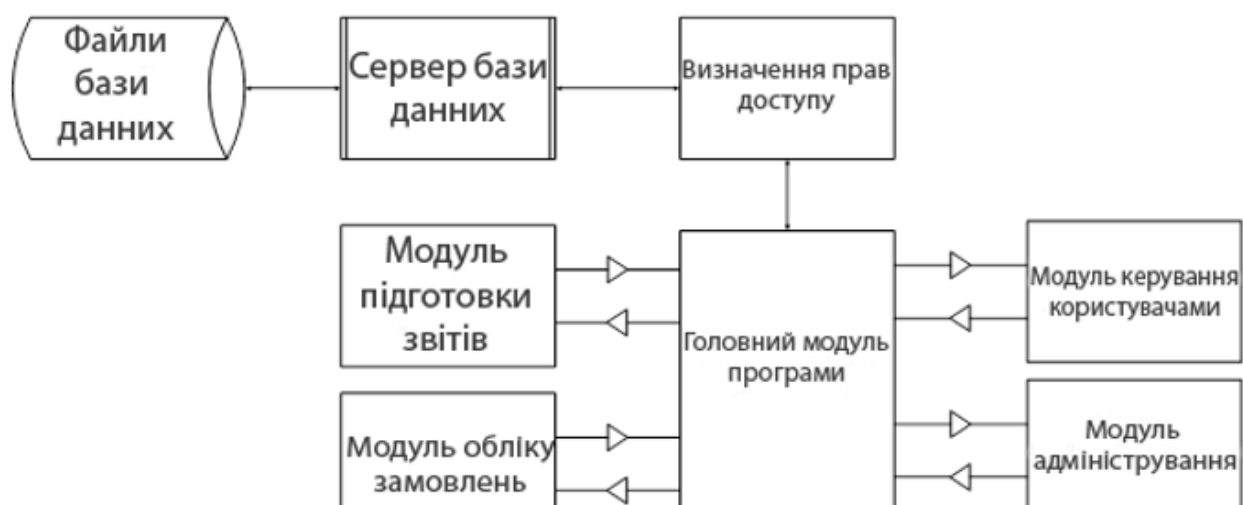 Файли
бази
данних
Сервер бази
данних
Визначення прав
доступу
Модуль
підготовки
звітів
Головний модуль
програми
Модуль керування
користувачами
Модуль обліку
замовлень
Модуль
адміністрування